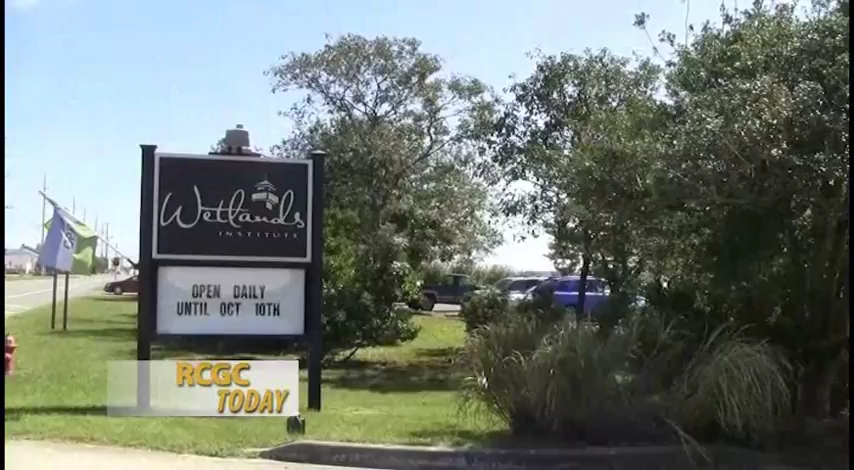 Wetlands
INSTITUTE
OPEN DAILY
UNTIL OCT 10TH
RCGC
TODAY